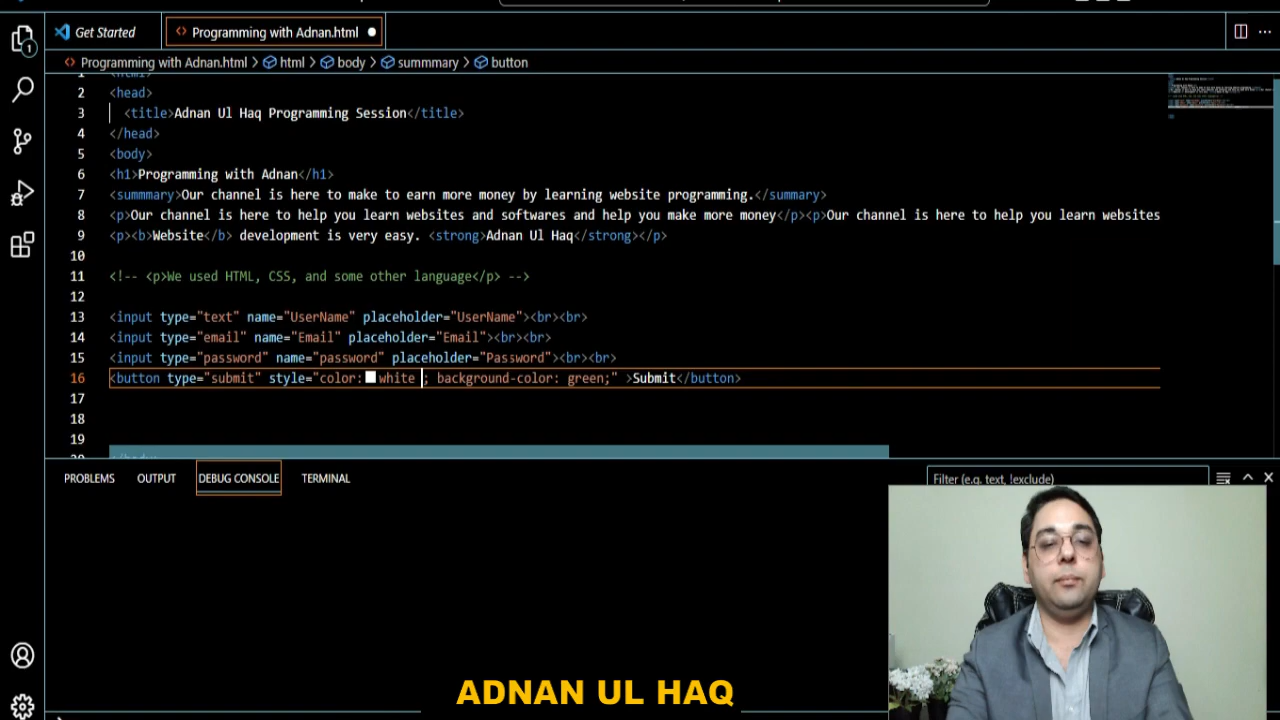 Get Started
<> Programming with Adnan.html
<> Programming with Adnan.html > html > body > summmary > button
1 <html>
2 <head>
3 <title>Adnan Ul Haq Programming Session</title>
4 </head>
5 <body>
6 <h1>Programming with Adnan</h1>
7 <summmary>Our channel is here to make to earn more money by learning website programming.</summary>
8 <p>Our channel is here to help you learn websites and softwares and help you make more money</p><p>Our channel is here to help you learn websites
9 <p><b>Website</b> development is very easy. <strong>Adnan Ul Haq</strong></p>
10
11 <!-- <p>We used HTML, CSS, and some other language</p> -->
12
13 <input type="text" name="UserName" placeholder="UserName"><br><br>
14 <input type="email" name="Email" placeholder="Email"><br><br>
15 <input type="password" name="password" placeholder="Password"><br><br>
16 <button type="submit" style="color: white ; background-color: green;" >Submit</button>
17
18
19
20 </body>
PROBLEMS OUTPUT DEBUG CONSOLE TERMINAL
Filter (e.g. text, !exclude)
ADNAN UL HAQ